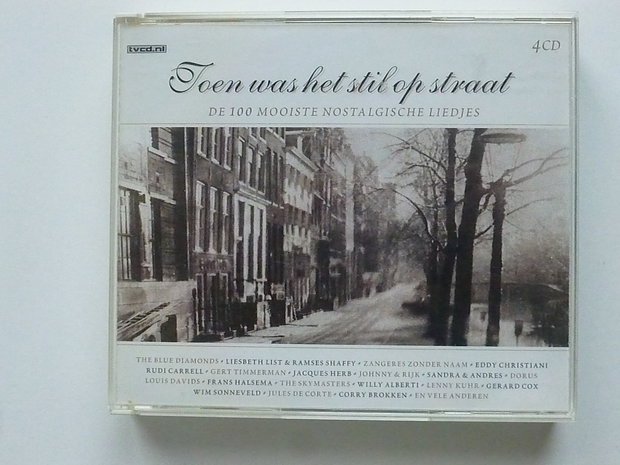 tvcd.nl
4CD
Toen was het stil op straat
DE 100 MOOISTE NOSTALGISCHE LIEDJES
THE BLUE DIAMONDS * LIESBETH LIST & RAMSES SHAFFY * ZANGERES ZONDER NAAM * EDDY CHRISTIANI
RUDI CARRELL * GERT TIMMERMAN * JACQUES HERB * JOHNNY & RIJK * SANDRA & ANDRES * DORUS
LOUIS DAVIDS * FRANS HALSEMA * THE SKYMASTERS * WILLY ALBERTI * LENNY KUHR * GERARD COX
WIM SONNEVELD * JULES DE CORTE * CORRY BROKKEN * EN VELE ANDEREN